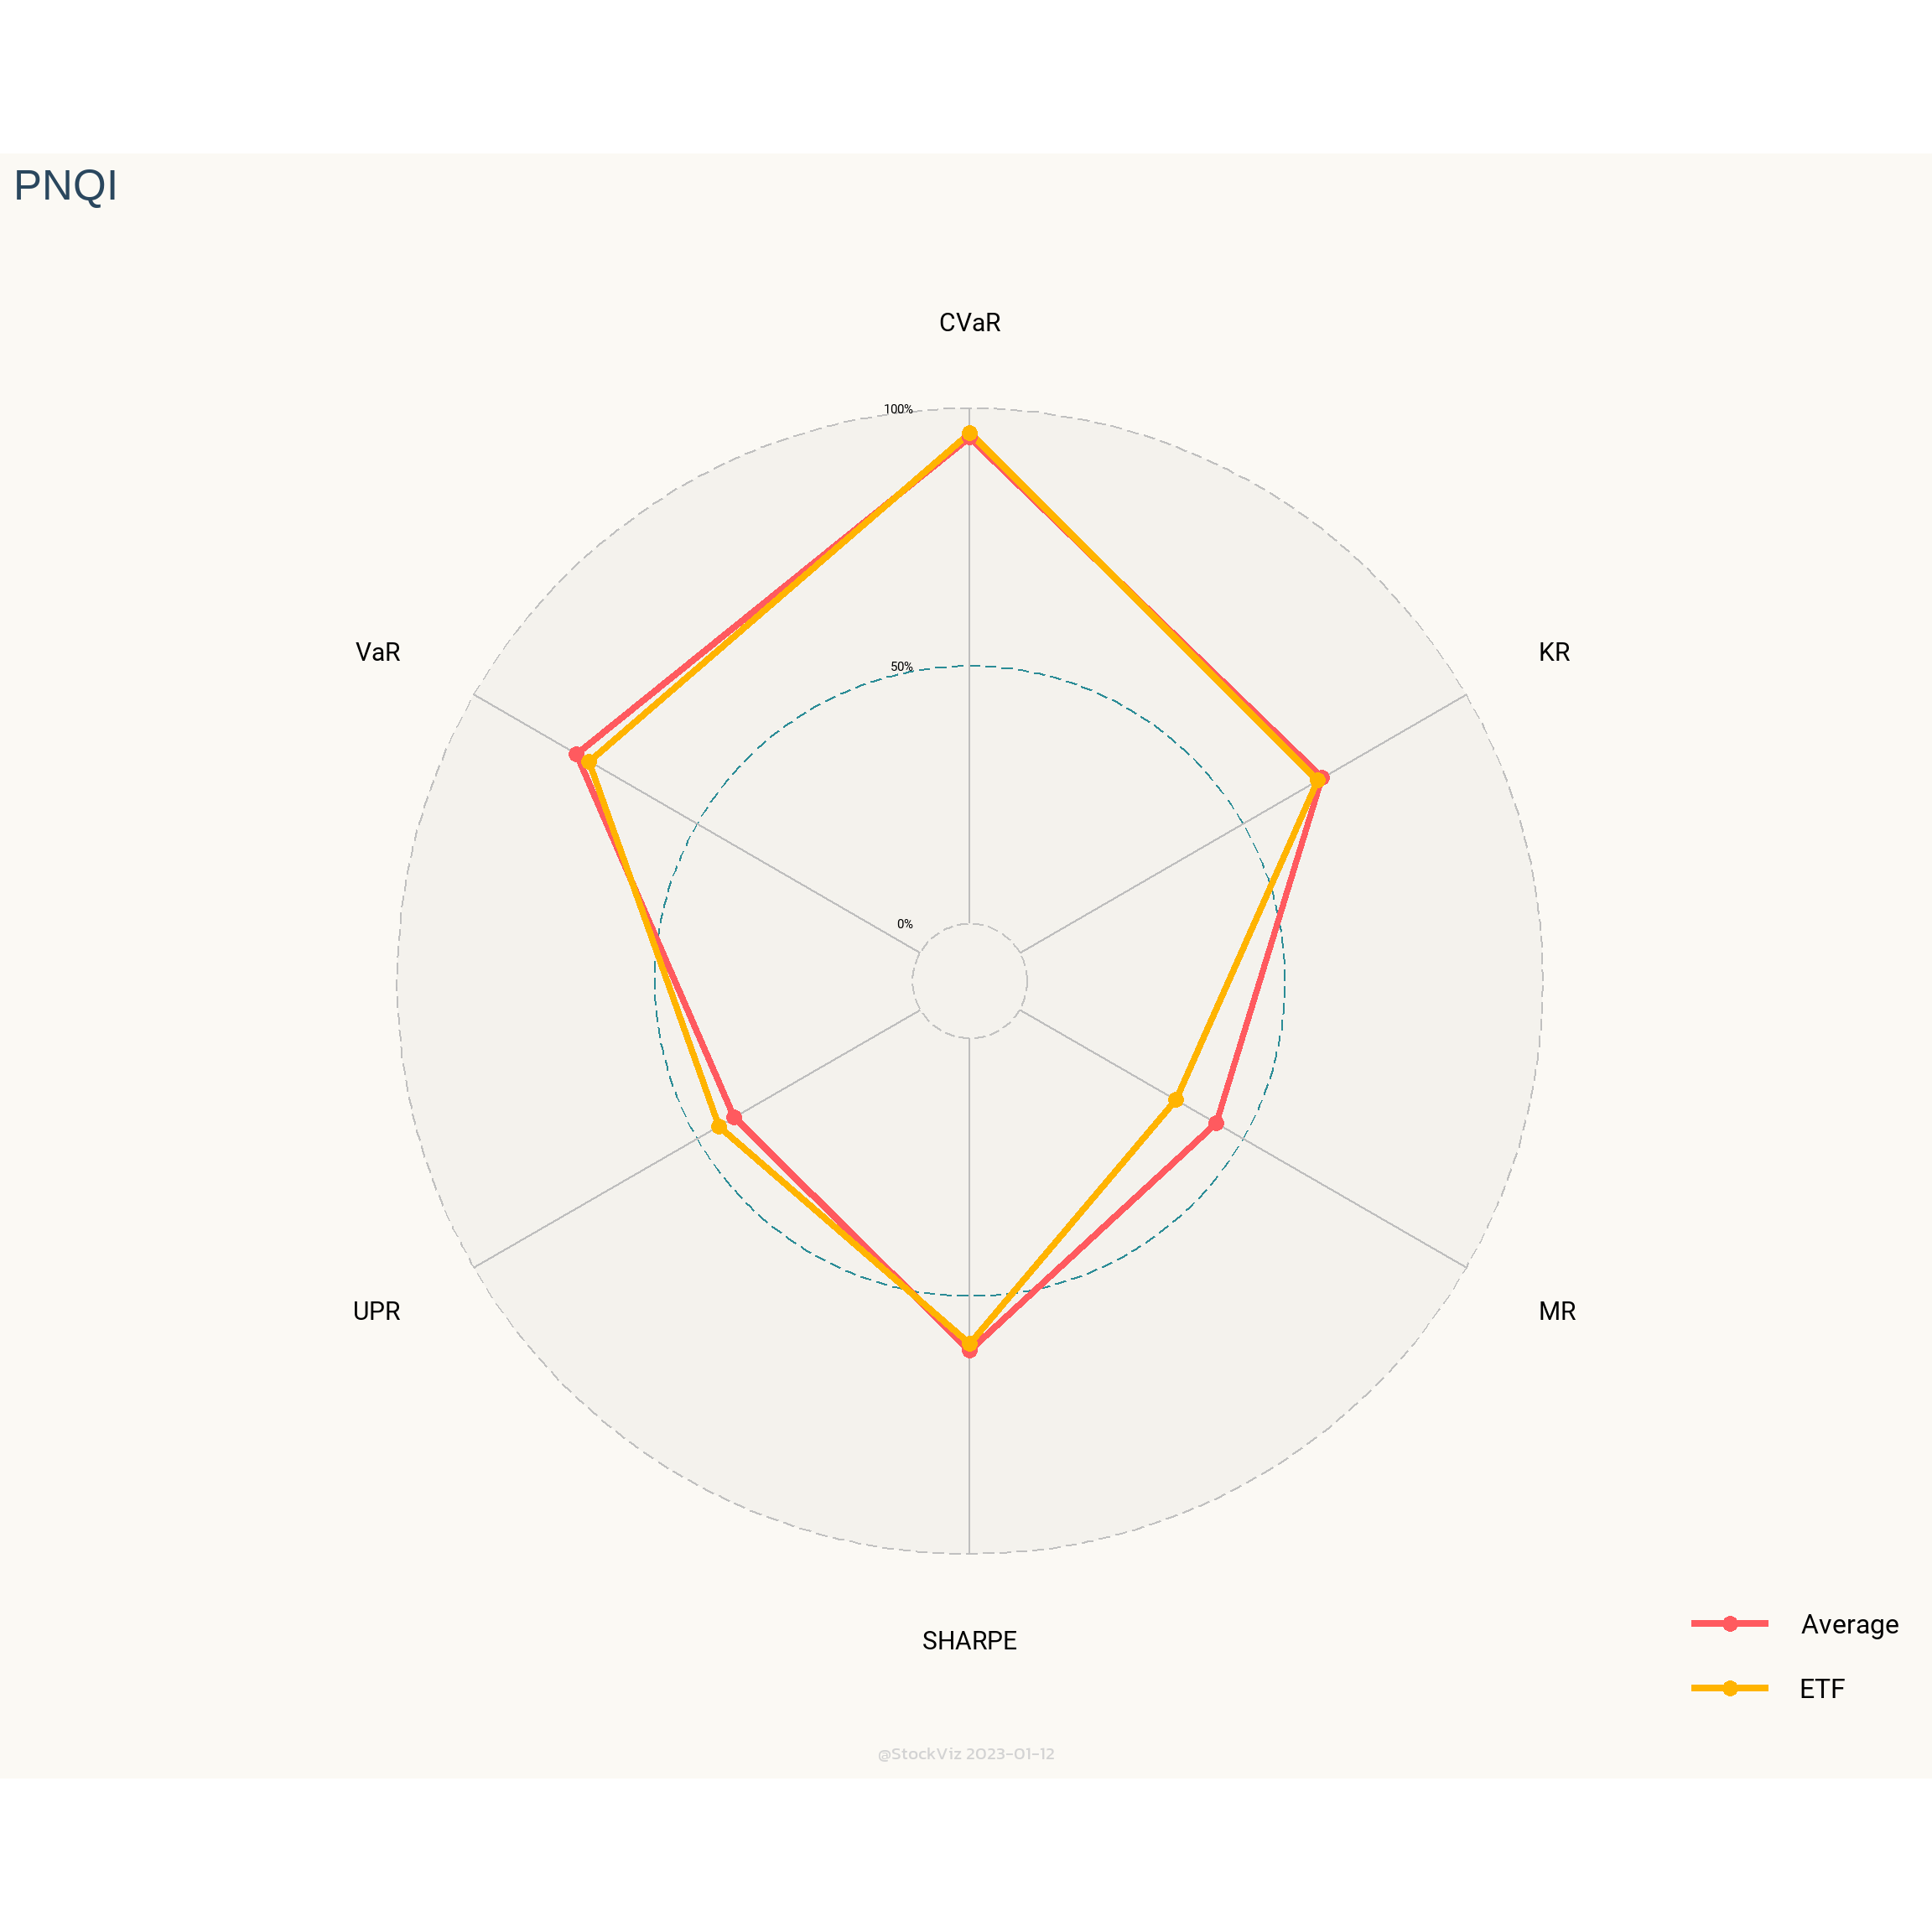 PNQI
CVaR
100%
KR
VaR
50%
0%
UPR
MR
SHARPE
Average
ETF
@StockViz 2023-01-12